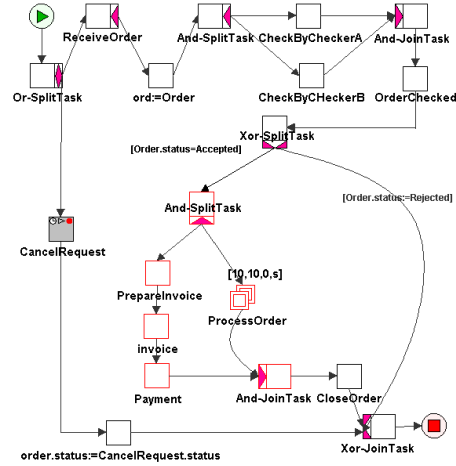 ReceiveOrder
And-SplitTask
CheckByCheckerA
And-JoinTask
Or-SplitTask
ord:=Order
CheckByCHeckerB
OrderChecked
Xor-SplitTask
[Order.status=Accepted]
[Order.status:=Rejected]
And-SplitTask
CancelRequest
[10,10,0,s]
PrepareInvoice
ProcessOrder
invoice
Payment
And-JoinTask
CloseOrder
Xor-JoinTask
order.status:=CancelRequest.status